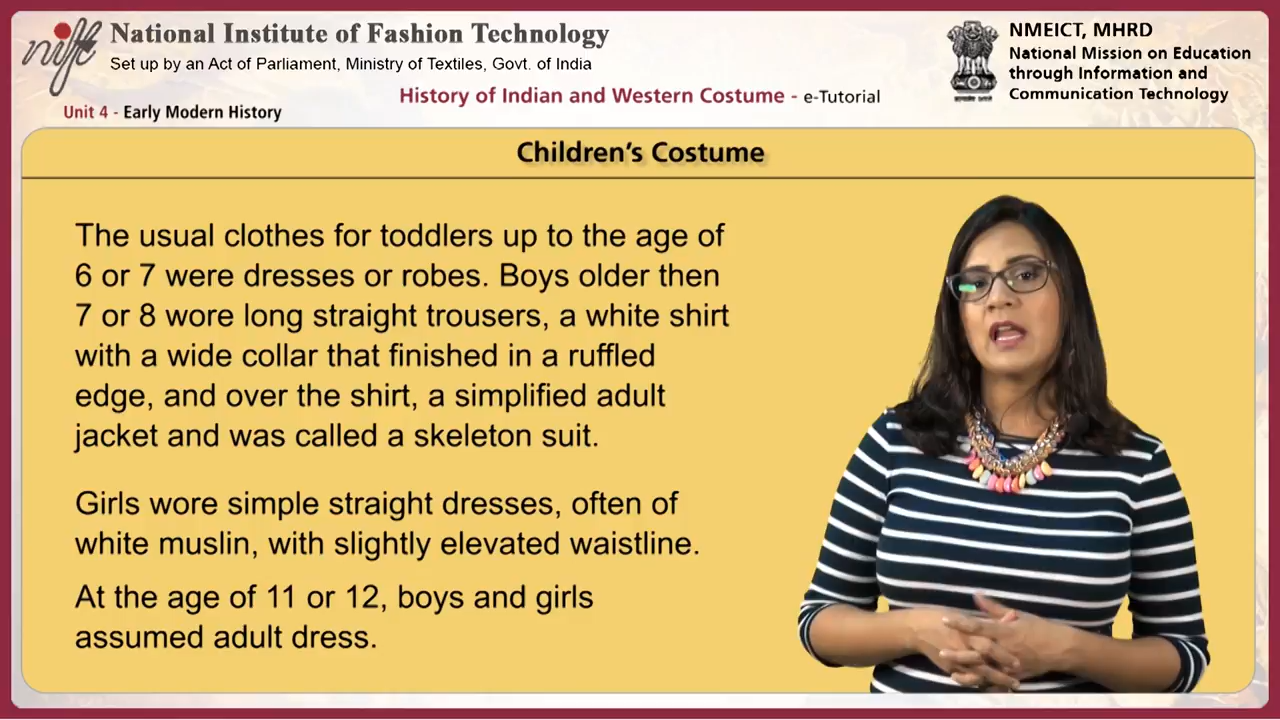 nift
National Institute of Fashion Technology
Set up by an Act of Parliament, Ministry of Textiles, Govt. of India
NMEICT, MHRD
National Mission on Education
through Information and
Communication Technology
History of Indian and Western Costume - e-Tutorial
Unit 4 - Early Modern History
Children's Costume
The usual clothes for toddlers up to the age of
6 or 7 were dresses or robes. Boys older then
7 or 8 wore long straight trousers, a white shirt
with a wide collar that finished in a ruffled
edge, and over the shirt, a simplified adult
jacket and was called a skeleton suit.
Girls wore simple straight dresses, often of
white muslin, with slightly elevated waistline.
At the age of 11 or 12, boys and girls
assumed adult dress.